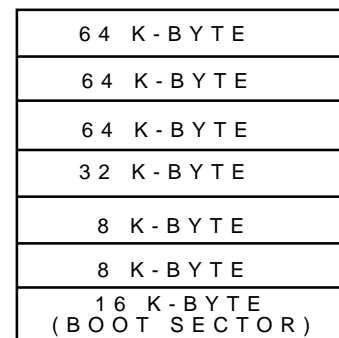 64 K-BYTE
64 K-BYTE
64 K-BYTE
32 K-BYTE
8 K-BYTE
8 K-BYTE
16 K-BYTE
(BOOT SECTOR)